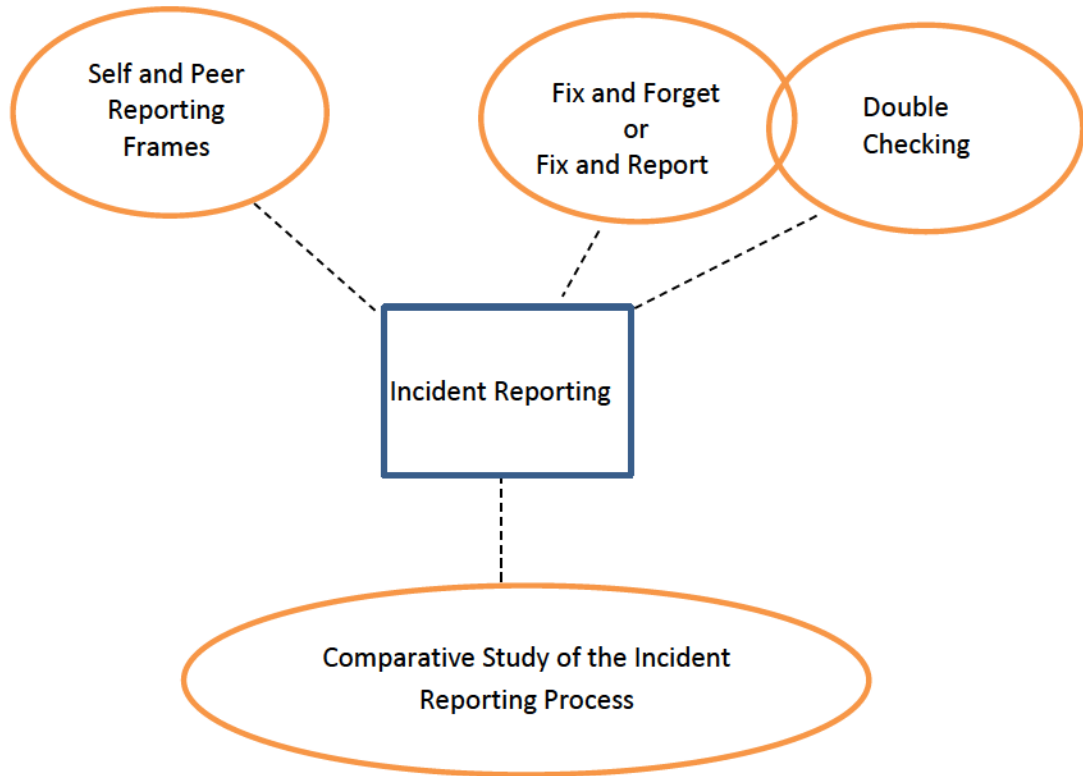 Self and Peer
Reporting
Frames
Fix and Forget
or
Fix and Report
Double
Checking
Incident Reporting
Comparative Study of the Incident
Reporting Process